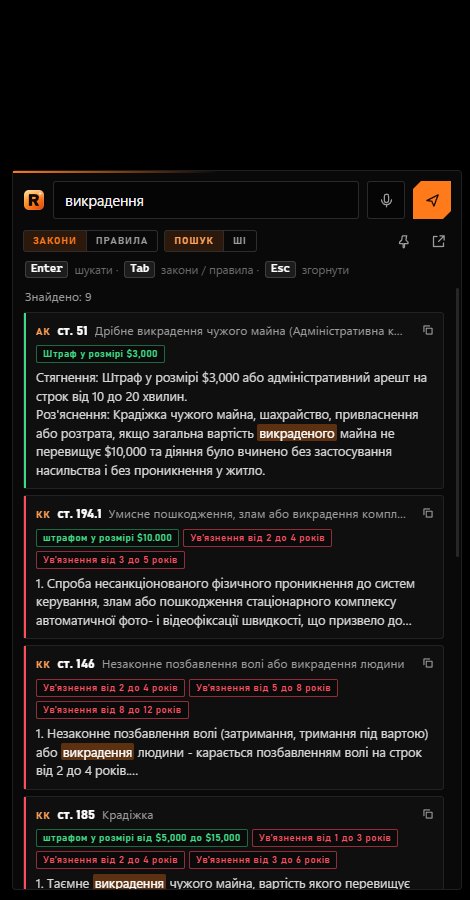 R викрадення
ЗАКОНИ ПРАВИЛА ПОШУК ШІ
Enter шукати · Tab закони / правила · Esc згорнути
Знайдено: 9
АК ст. 51 Дрібне викрадення чужого майна (Адміністративна к...
Штраф у розмірі $3,000
Стягнення: Штраф у розмірі $3,000 або адміністративний арешт на
строк від 10 до 20 хвилин.
Роз'яснення: Крадіжка чужого майна, шахрайство, привласнення
або розтрата, якщо загальна вартість викраденого майна не
перевищує $10,000 та діяння було вчинено без застосування
насильства і без проникнення у житло.
КК ст. 194.1 Умисне пошкодження, злам або викрадення компл...
штрафом у розмірі $10.000 Ув'язнення від 2 до 4 років
Ув'язнення від 3 до 5 років
1. Спроба несанкціонованого фізичного проникнення до систем
керування, злам або пошкодження стаціонарного комплексу
автоматичної фото- і відеофіксації швидкості, що призвело до...
КК ст. 146 Незаконне позбавлення волі або викрадення людини
Ув'язнення від 2 до 4 років Ув'язнення від 5 до 8 років
Ув'язнення від 8 до 12 років
1. Незаконне позбавлення волі (затримання, тримання під вартою)
або викрадення людини - карається позбавленням волі на строк
від 2 до 4 років....
КК ст. 185 Крадіжка
штрафом у розмірі від $5,000 до $15,000 Ув'язнення від 1 до 3 років
Ув'язнення від 2 до 4 років Ув'язнення від 3 до 6 років
1. Таємне викрадення чужого майна, вартість якого перевищує